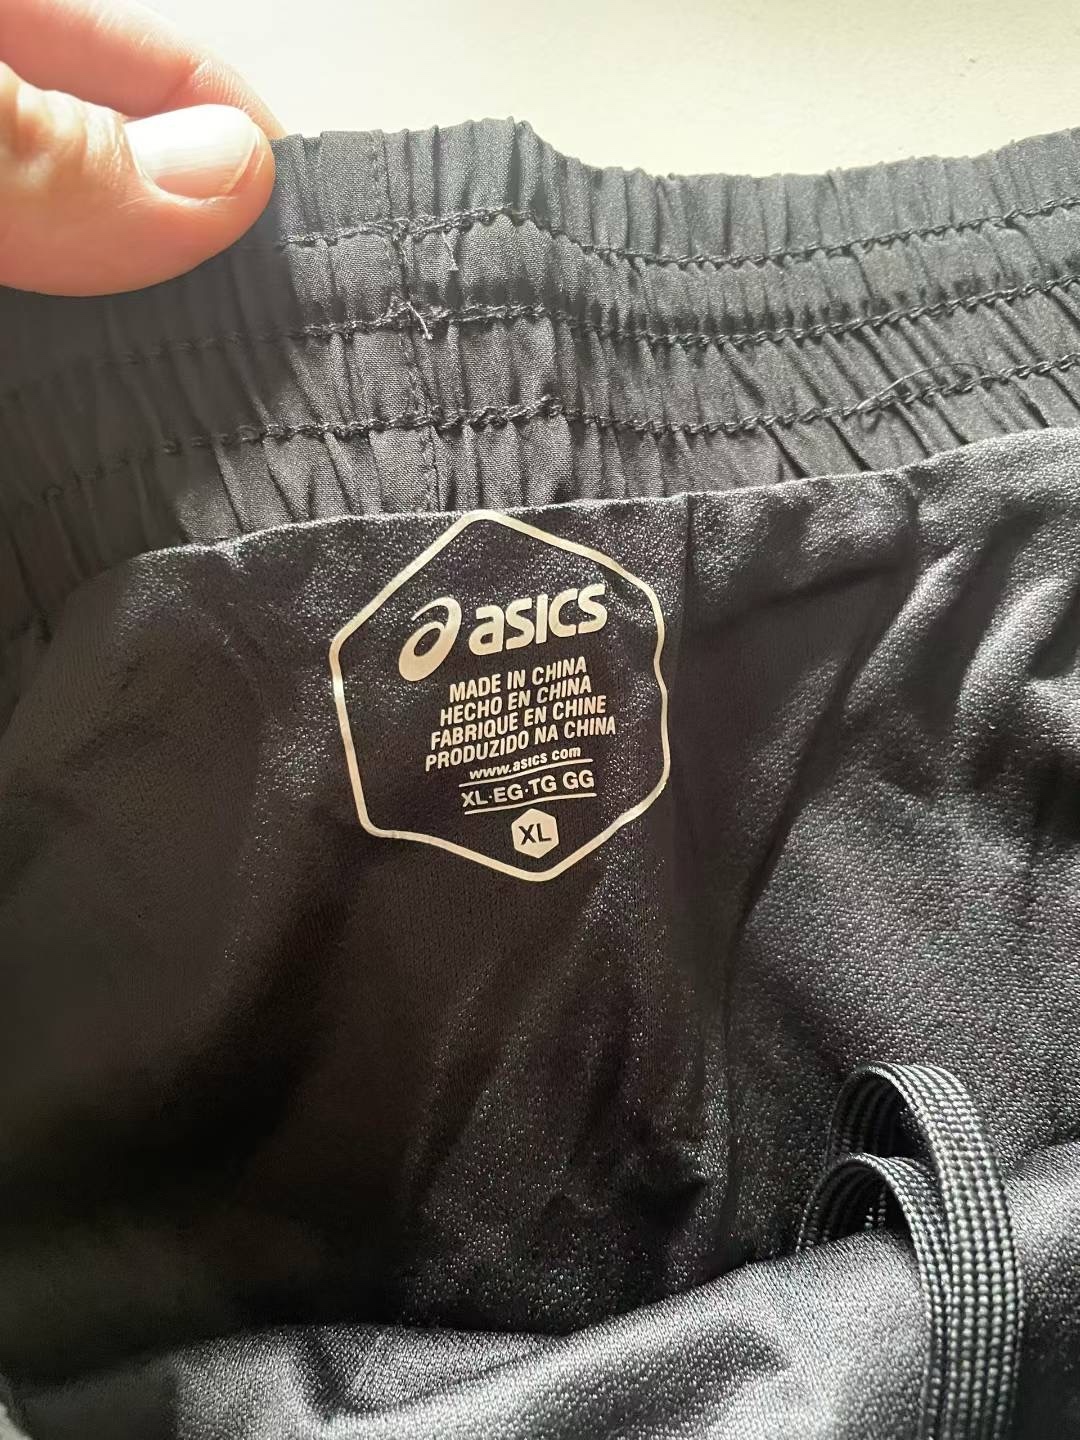 asics
MADE IN CHINA
HECHO EN CHINA
FABRIQUE EN CHINE
PRODUZIDO NA CHINA
www.asics com
XL·EG·TG GG
XL